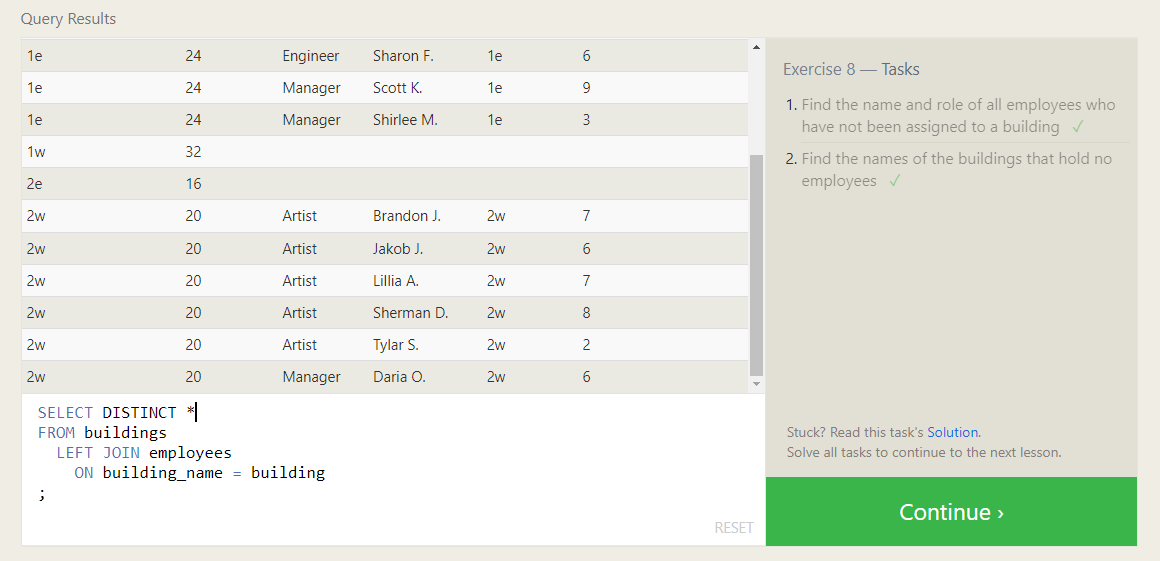 Query Results
1e 24 Engineer Sharon F. 1e 6
1e 24 Manager Scott K. 1e 9
1e 24 Manager Shirlee M. 1e 3
1w 32
2e 16
2w 20 Artist Brandon J. 2w 7
2w 20 Artist Jakob J. 2w 6
2w 20 Artist Lillia A. 2w 7
2w 20 Artist Sherman D. 2w 8
2w 20 Artist Tylar S. 2w 2
2w 20 Manager Daria O. 2w 6
SELECT DISTINCT *
FROM buildings
LEFT JOIN employees
ON building_name = building
;
RESET
Exercise 8 — Tasks
1. Find the name and role of all employees who
have not been assigned to a building ✓
2. Find the names of the buildings that hold no
employees ✓
Stuck? Read this task's Solution.
Solve all tasks to continue to the next lesson.
Continue ›